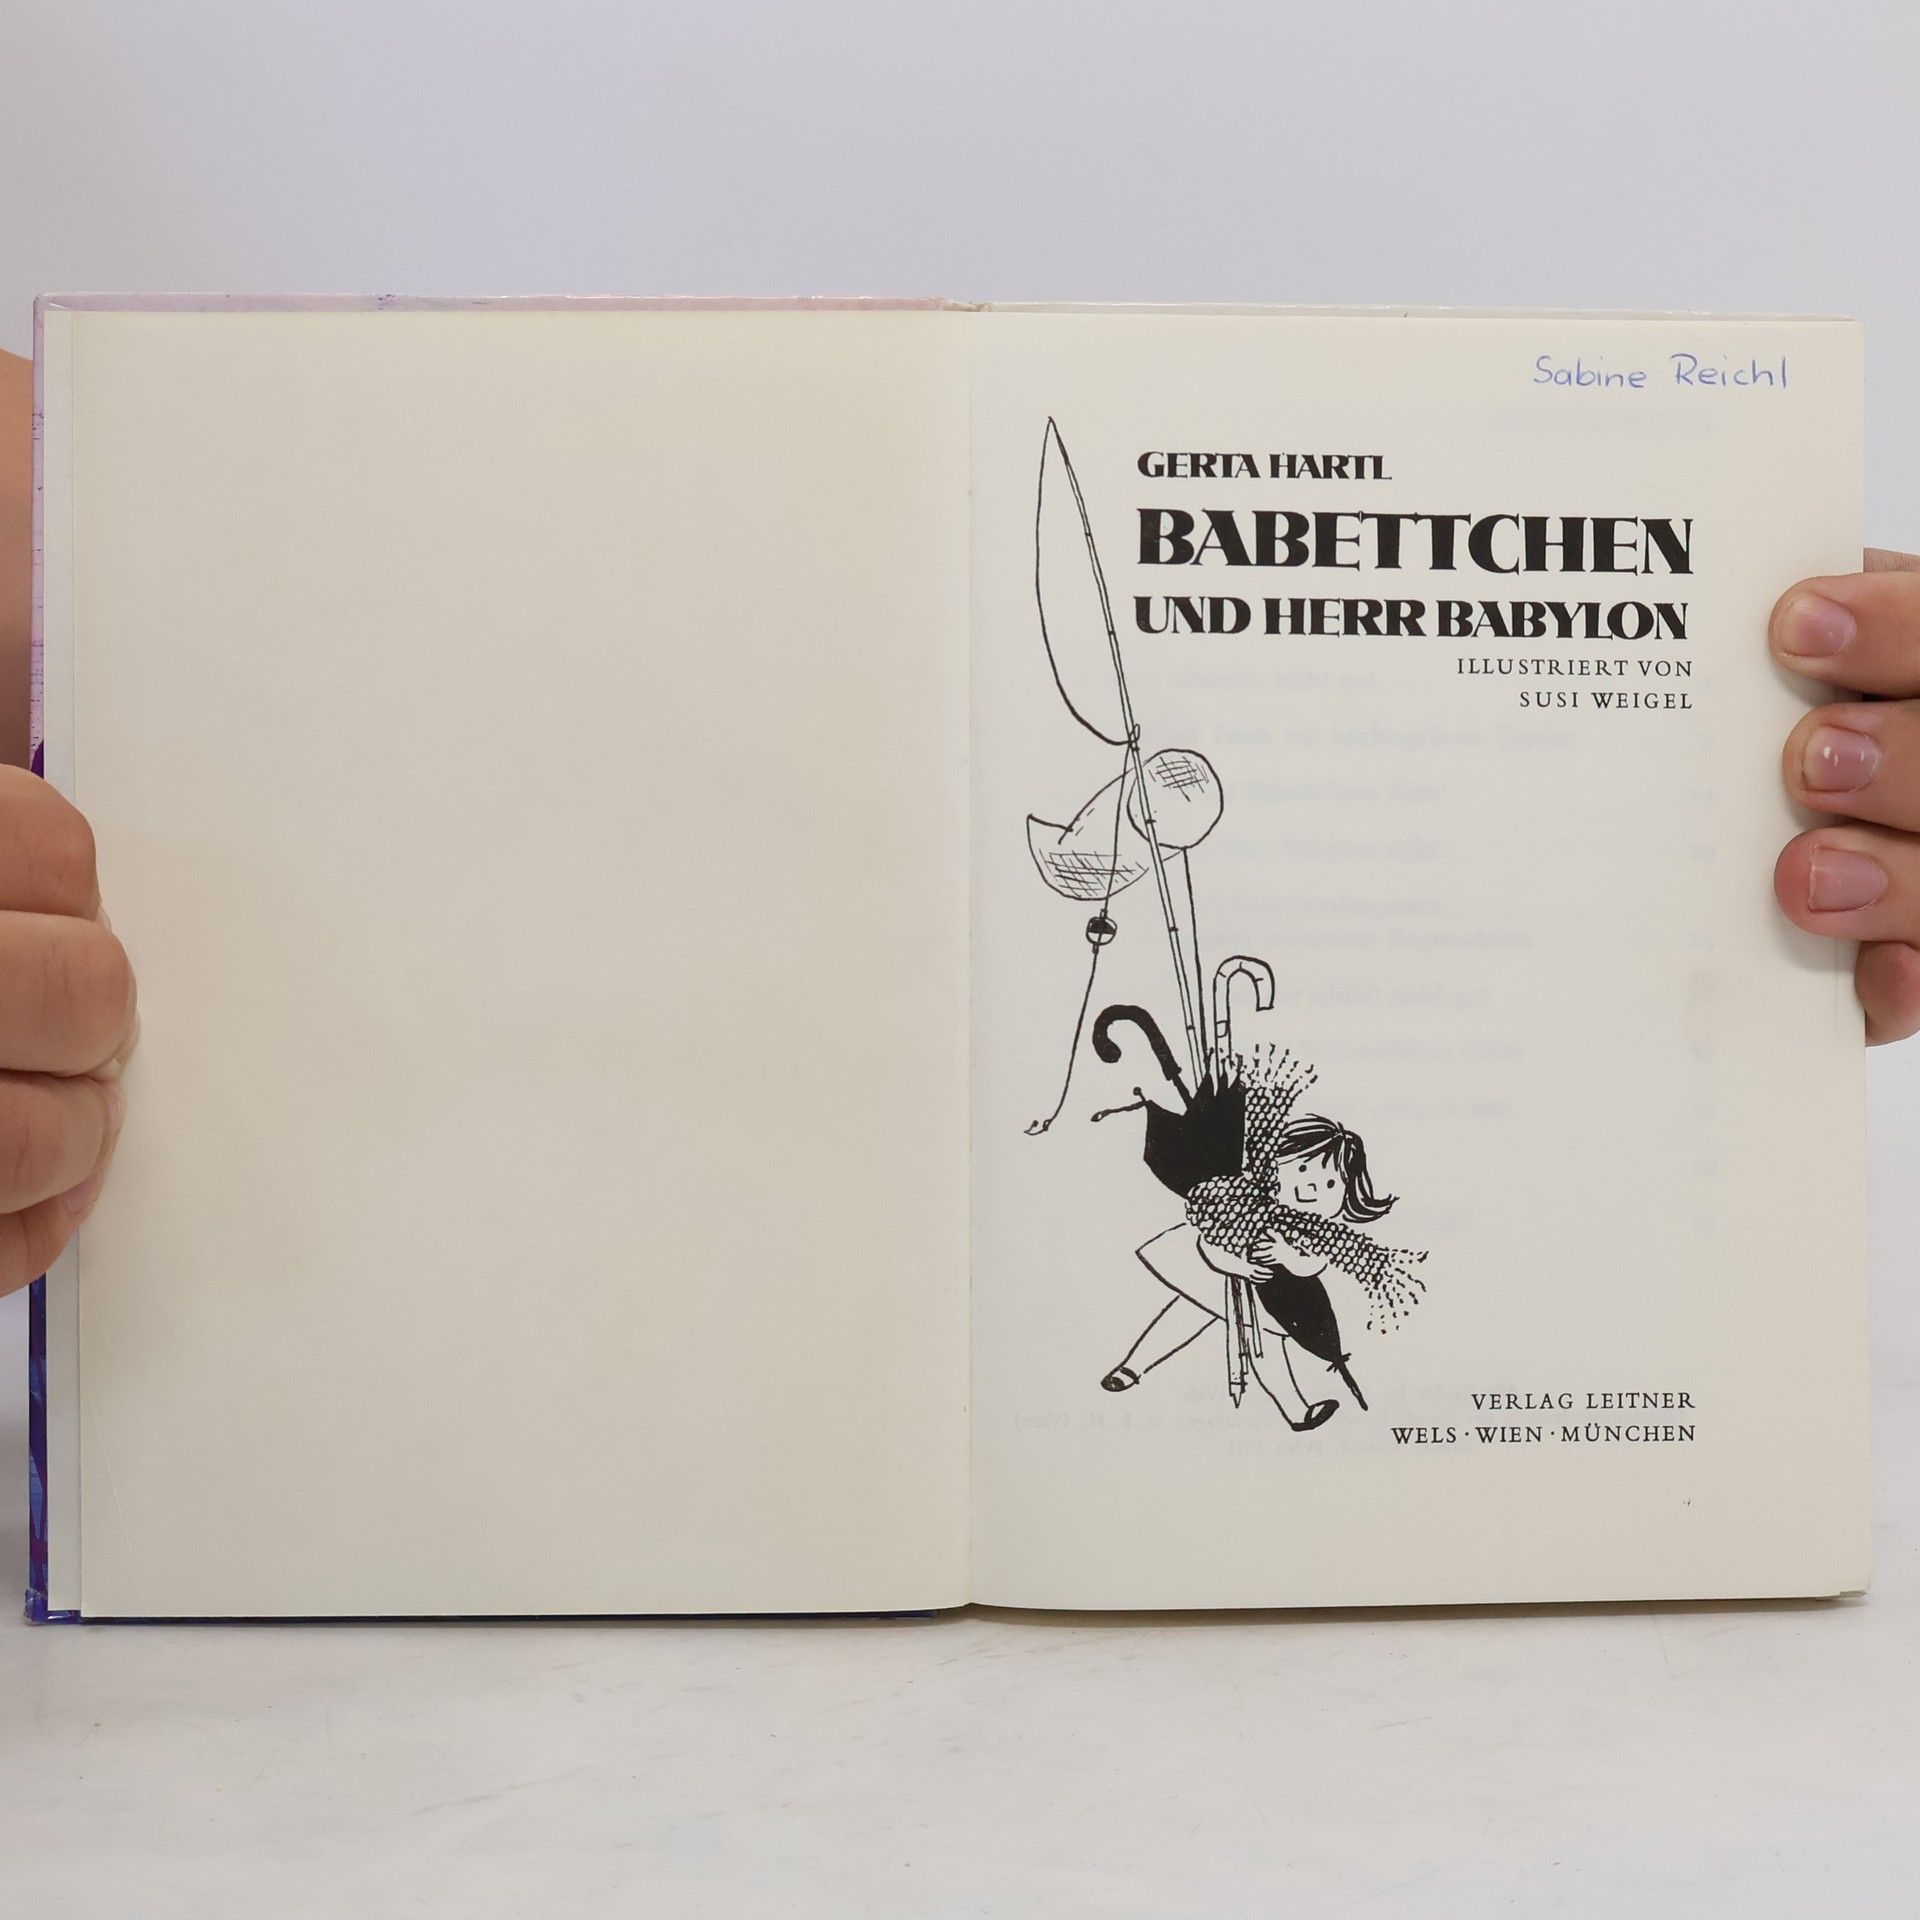 Sabine Reichl
GERTA HARTL
BABETTCHEN
UND HERR BABYLON
ILLUSTRIERT VON
SUSI WEIGEL
VERLAG LEITNER
WELS · WIEN · MÜNCHEN